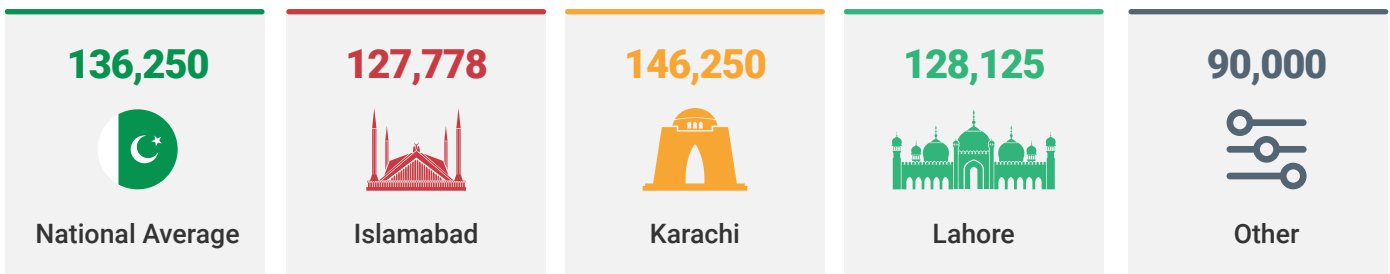 136,250
National Average
127,778
Islamabad
146,250
Karachi
128,125
Lahore
90,000
Other